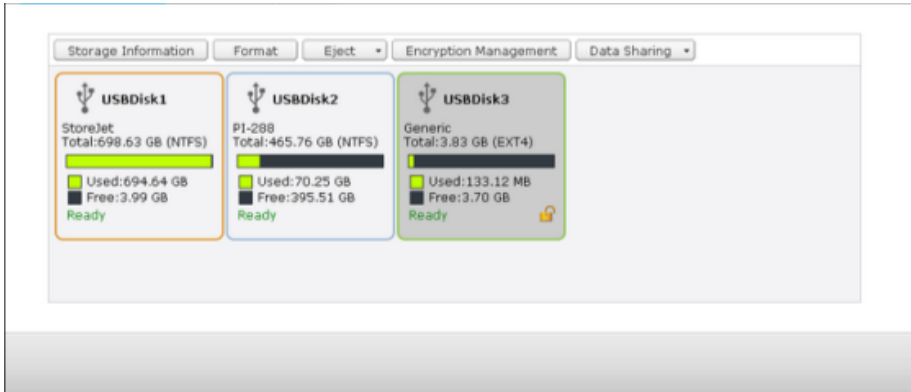 Storage Information Format Eject Encryption Management Data Sharing
USBDisk1
StoreJet
Total:698.63 GB (NTFS)
Used:694.64 GB
Free:3.99 GB
Ready
USBDisk2
PI-288
Total:465.76 GB (NTFS)
Used:70.25 GB
Free:395.51 GB
Ready
USBDisk3
Generic
Total:3.83 GB (EXT4)
Used:133.12 MB
Free:3.70 GB
Ready